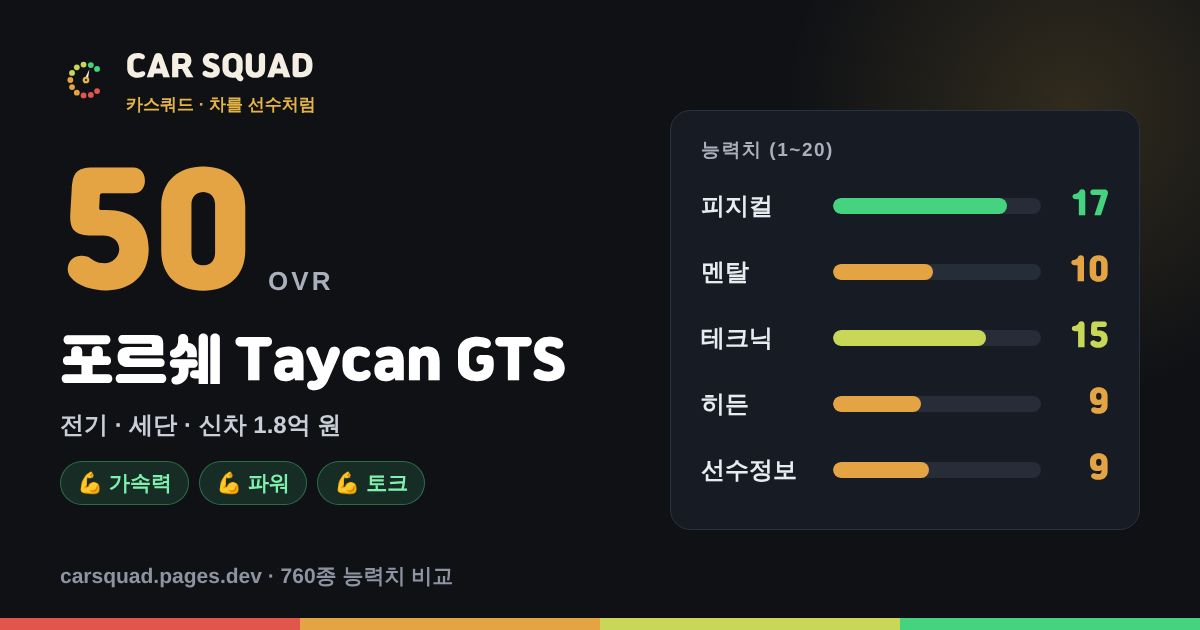 CAR SQUAD
카스쿼드 · 차를 선수처럼
50 OVR
포르쉐 Taycan GTS
전기 · 세단 · 신차 1.8억 원
💪 가속력 💪 파워 💪 토크
carsquad.pages.dev · 760종 능력치 비교
능력치 (1~20)
피지컬 17
멘탈 10
테크닉 15
히든 9
선수정보 9